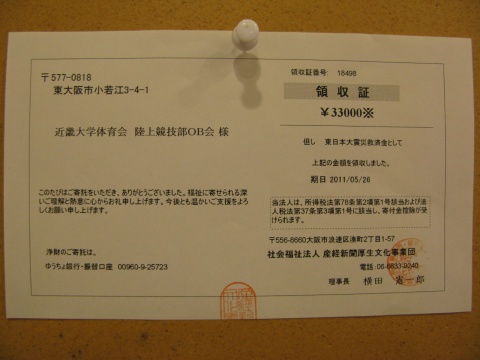 〒577-0818
東大阪市小若江3-4-1
近畿大学体育会 陸上競技部OB会 様
このたびはご寄託をいただき、ありがとうございました。福祉に寄せられる深
いご理解と熱意に心からお礼申し上げます。今後とも温かいご支援をよろ
しくお願い申し上げます。
浄財のご寄託は、
ゆうちょ銀行・振替口座 00960-9-25723
領収証番号: 18498
領収証
￥33000※
但し 東日本大震災救済金として
上記の金額を領収しました。
期日 2011/05/26
当法人は、所得税法第78条第2項第1号該当および法
人税法第37条第3項第1号に該当し、寄付金控除が受
けられます。
〒556-8660大阪市浪速区湊町2丁目1-57
社会福祉法人 産経新聞厚生文化事業団
電話:06-6633-9240
理事長 横田 憲一郎